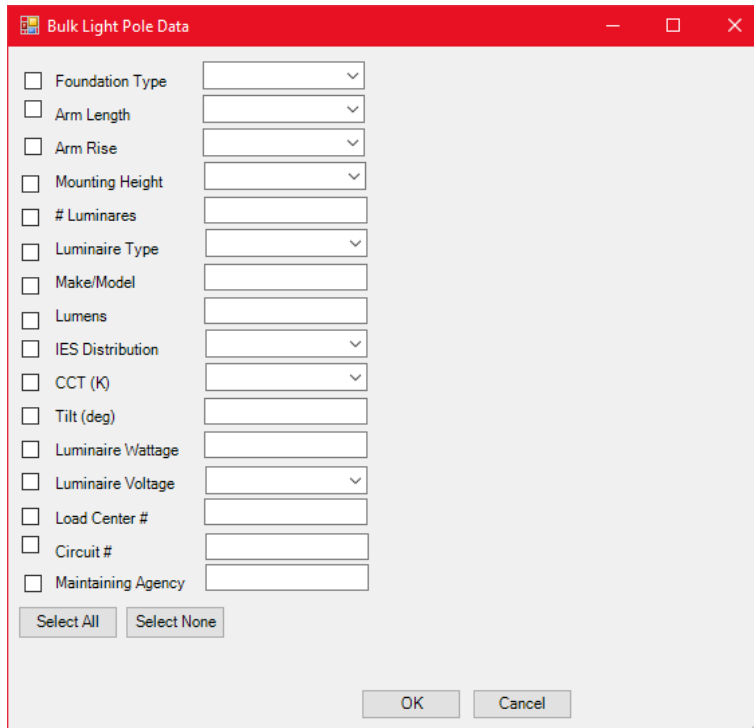 Bulk Light Pole Data
Foundation Type
Arm Length
Arm Rise
Mounting Height
# Luminares
Luminaire Type
Make/Model
Lumens
IES Distribution
CCT (K)
Tilt (deg)
Luminaire Wattage
Luminaire Voltage
Load Center #
Circuit #
Maintaining Agency
Select All Select None
OK Cancel